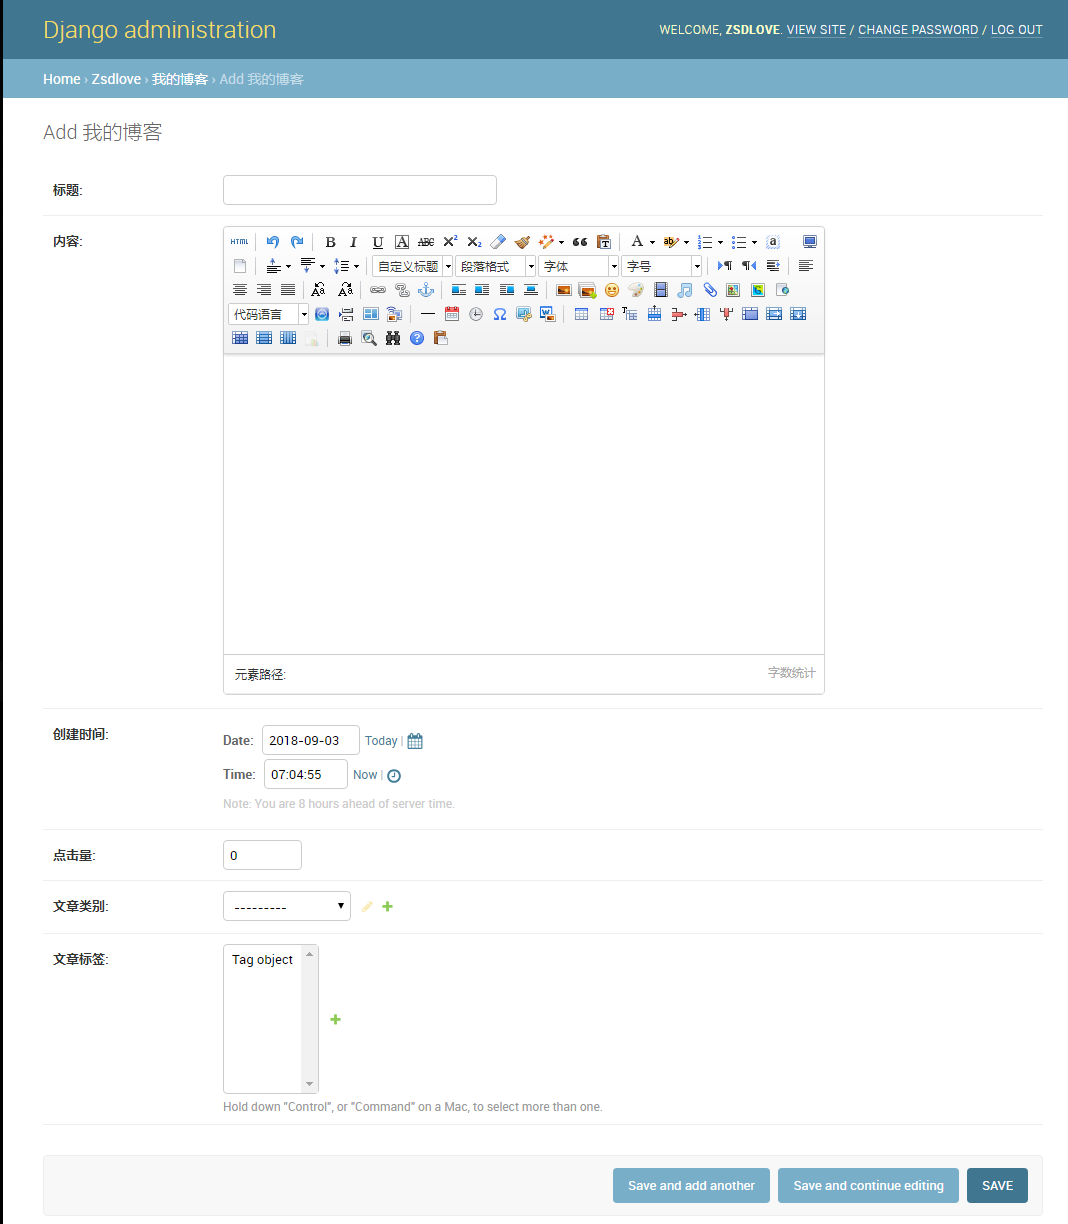 Django administration
WELCOME, ZSDLOVE. VIEW SITE / CHANGE PASSWORD / LOG OUT
Home › Zsdlove › 我的博客 › Add 我的博客
Add 我的博客
标题:
内容:
HTML B I U A ABC X² X₂ A ab a
自定义标题 段落格式 字体 字号
代码语言
元素路径: 字数统计
创建时间:
Date: 2018-09-03 Today |
Time: 07:04:55 Now |
Note: You are 8 hours ahead of server time.
点击量: 0
文章类别: ---------
文章标签: Tag object
Hold down "Control", or "Command" on a Mac, to select more than one.
Save and add another Save and continue editing SAVE